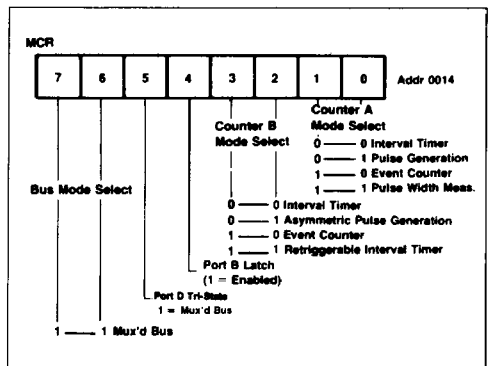 MCR
7 6 5 4 3 2 1 0 Addr 0014
Counter A
Mode Select
0 — 0 Interval Timer
0 — 1 Pulse Generation
1 — 0 Event Counter
1 — 1 Pulse Width Meas.
Counter B
Mode Select
0 — 0 Interval Timer
0 — 1 Asymmetric Pulse Generation
1 — 0 Event Counter
1 — 1 Retriggerable Interval Timer
Bus Mode Select
Port B Latch
(1 = Enabled)
Port D Tri-State
1 = Mux'd Bus
1 — 1 Mux'd Bus